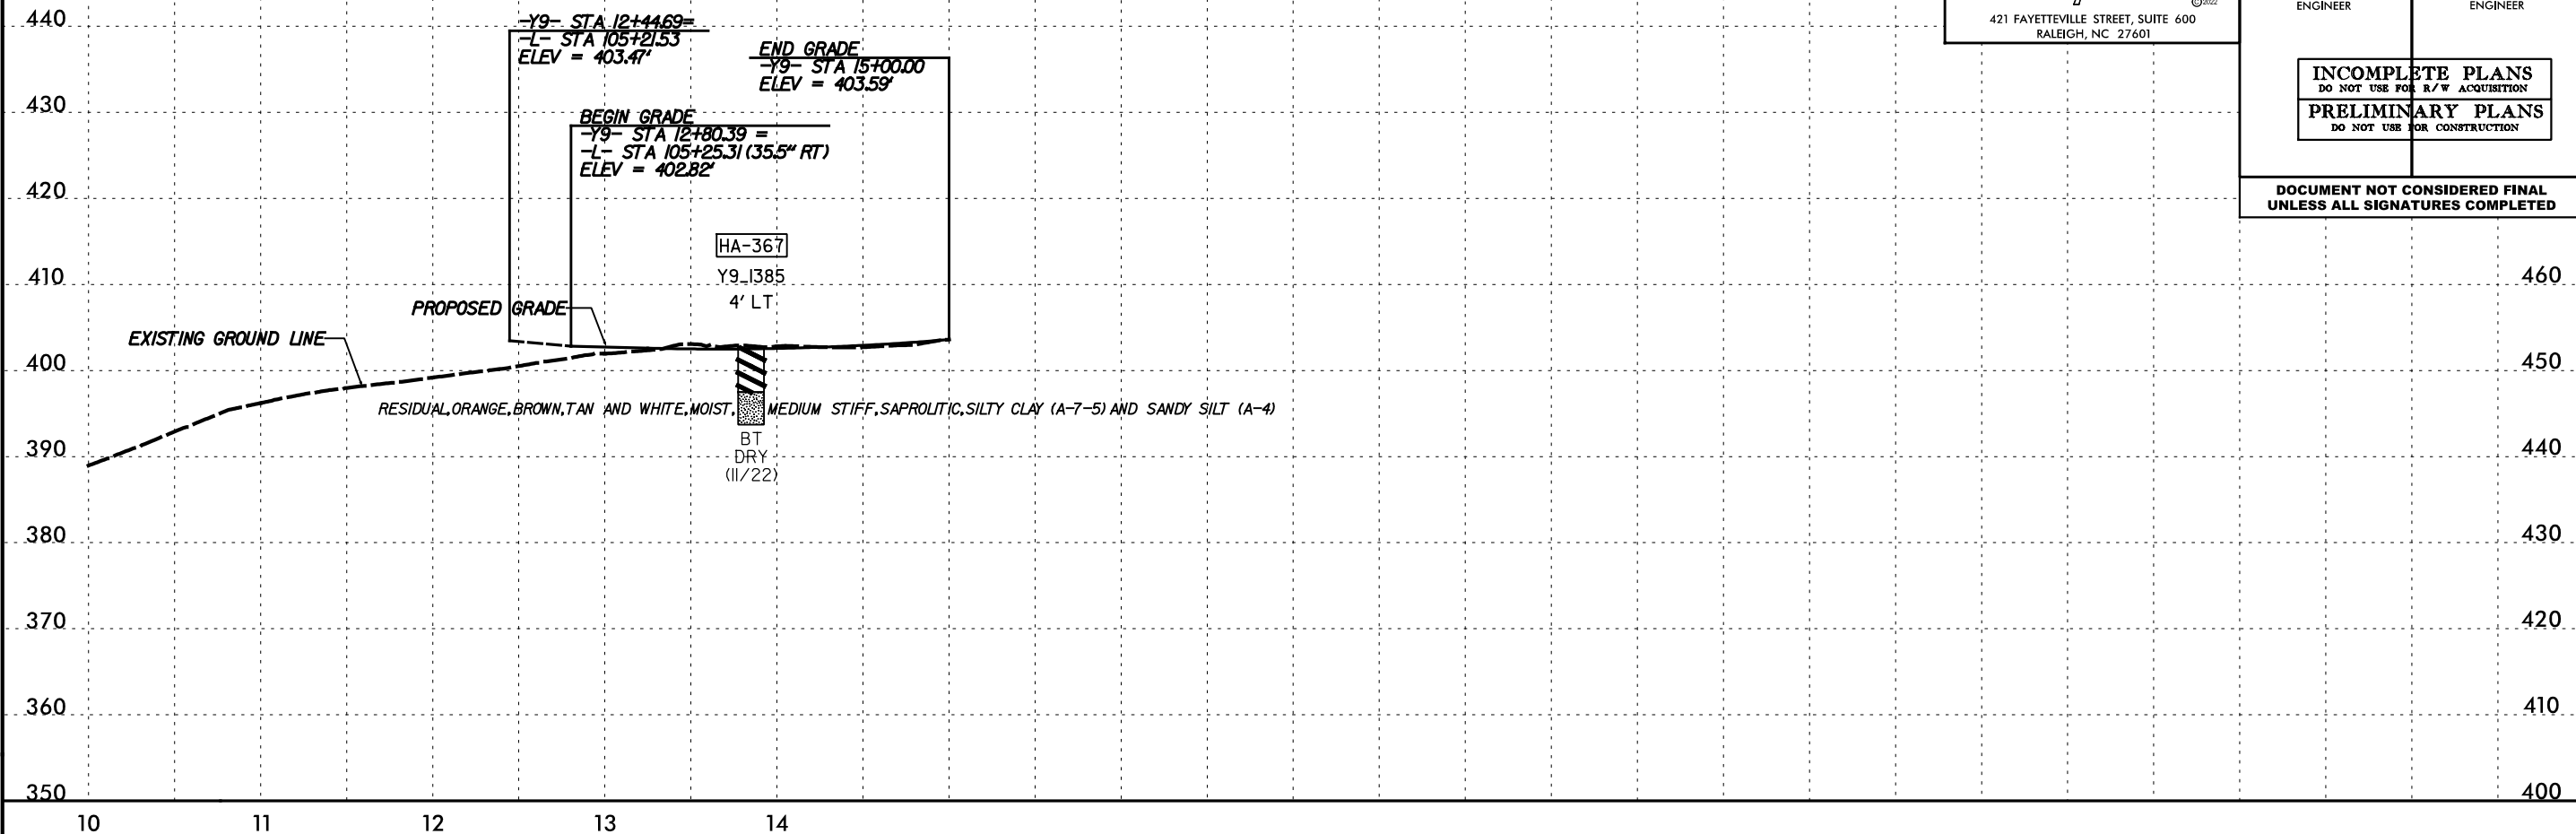 440
-Y9- STA 12+44.69=
-L- STA 105+21.53
ELEV = 403.47'
END GRADE
-Y9- STA 15+00.00
ELEV = 403.59'
©2022
421 FAYETTEVILLE STREET, SUITE 600
RALEIGH, NC 27601
ENGINEER
ENGINEER
INCOMPLETE PLANS
DO NOT USE FOR R/W ACQUISITION
PRELIMINARY PLANS
DO NOT USE FOR CONSTRUCTION
DOCUMENT NOT CONSIDERED FINAL
UNLESS ALL SIGNATURES COMPLETED
430
BEGIN GRADE
-Y9- STA 12+80.39 =
-L- STA 105+25.31 (35.5" RT)
ELEV = 402.82'
420
HA-367
Y9_1385
4' LT
410
460
PROPOSED GRADE
EXISTING GROUND LINE
400
450
RESIDUAL,ORANGE,BROWN,TAN AND WHITE,MOIST, MEDIUM STIFF,SAPROLITIC,SILTY CLAY (A-7-5) AND SANDY SILT (A-4)
BT
DRY
(11/22)
390
440
380
430
370
420
360
410
350
400
10
11
12
13
14